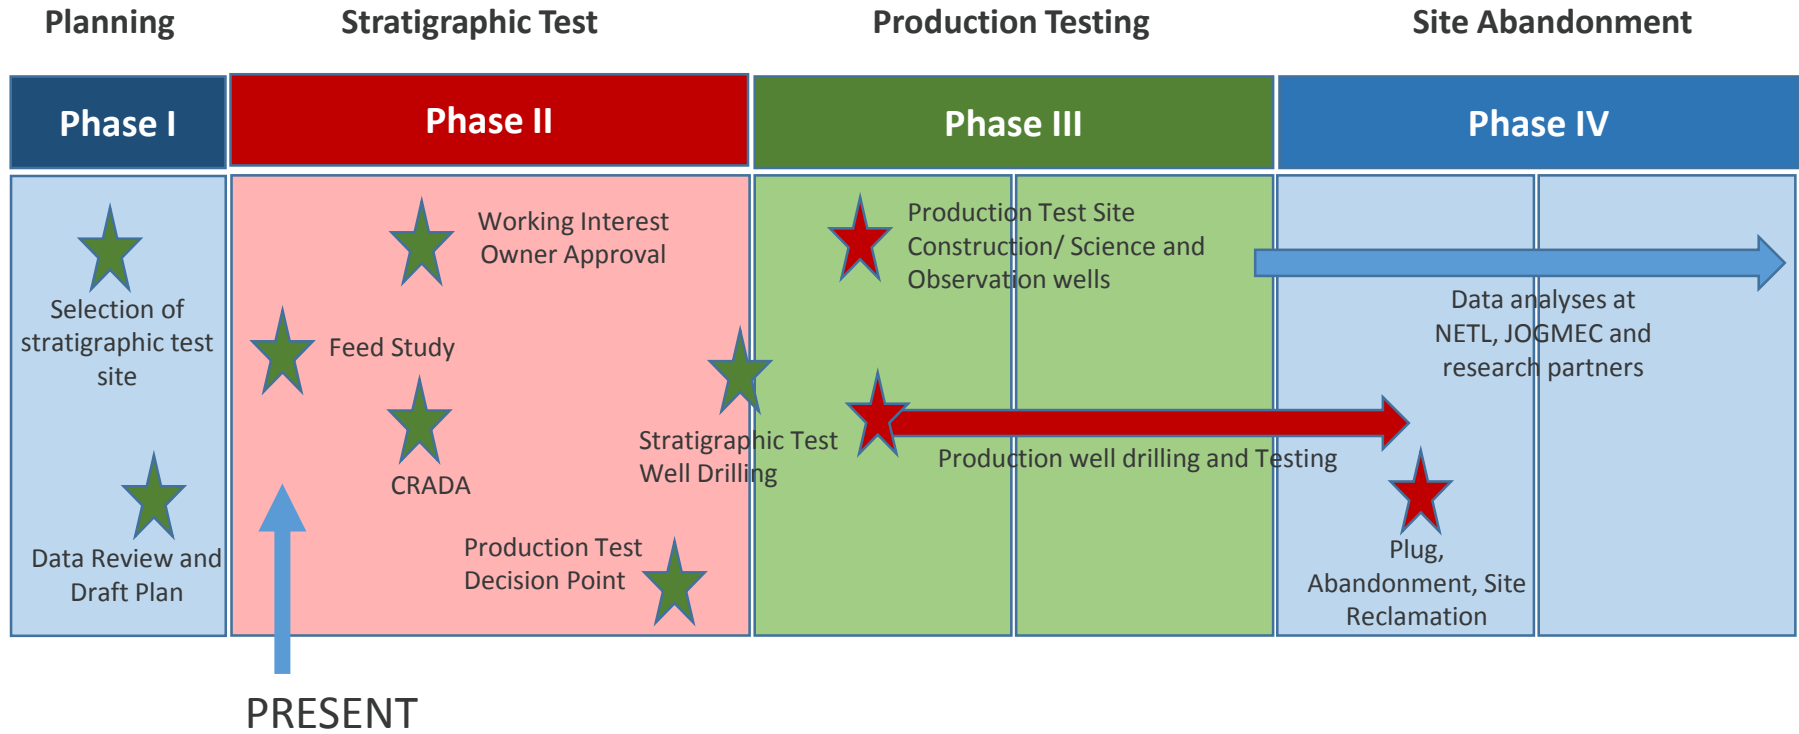 Planning
Stratigraphic Test
Production Testing
Site Abandonment
Phase I
Phase II
Phase III
Phase IV
Selection of
stratigraphic test
site
Data Review and
Draft Plan
Working Interest
Owner Approval
Feed Study
CRADA
Stratigraphic Test
Well Drilling
Production Test
Decision Point
Production Test Site
Construction/ Science and
Observation wells
Production well drilling and Testing
Data analyses at
NETL, JOGMEC and
research partners
Plug,
Abandonment, Site
Reclamation
PRESENT